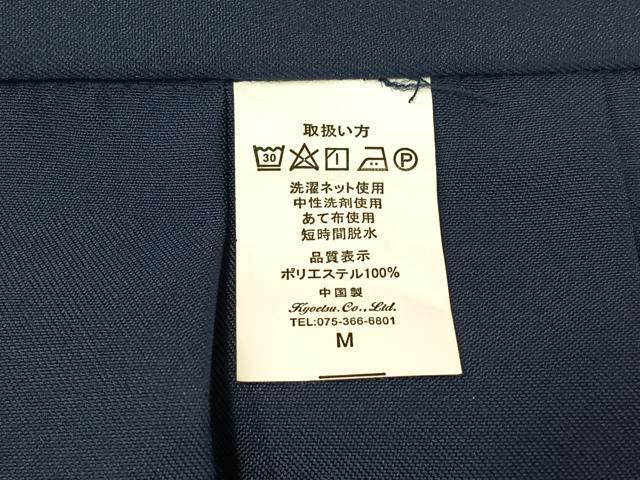 取扱い方
30
洗濯ネット使用
中性洗剤使用
あて布使用
短時間脱水
品質表示
ポリエステル100%
中国製
Kyoetsu.Co.,Ltd.
TEL:075-366-6801
M